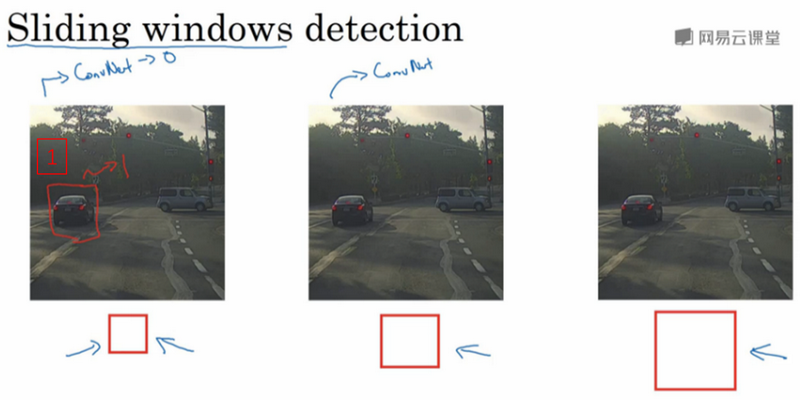 Sliding windows detection
网易云课堂
→ ConvNet → 0
→ ConvNet
1
→ 1